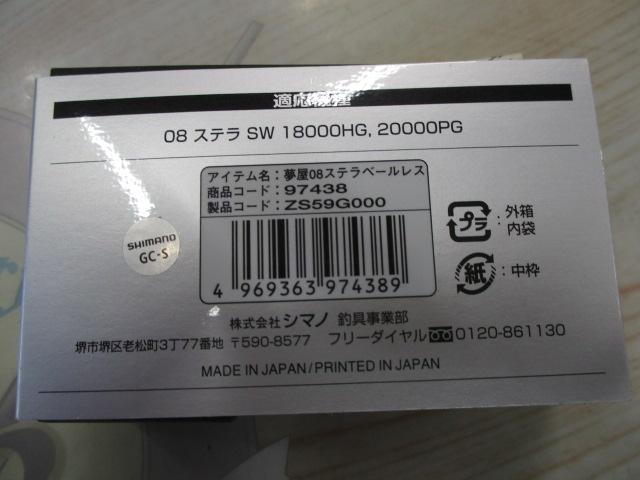 適応機種
08 ステラ SW 18000HG, 20000PG
アイテム名：夢屋08ステラベールレス
商品コード：97438
製品コード：ZS59G000
4 969363 974389
SHIMANO
GC-S
プラ：外箱
内袋
紙：中枠
株式会社シマノ 釣具事業部
堺市堺区老松町3丁77番地 〒590-8577 フリーダイヤル 0120-861130
MADE IN JAPAN/PRINTED IN JAPAN